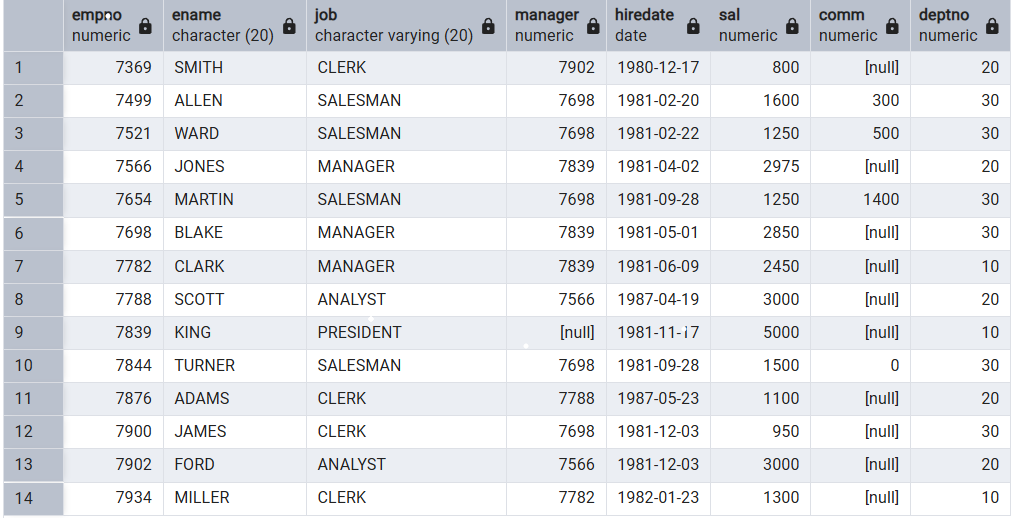 empno ename job manager hiredate sal comm deptno
numeric character (20) character varying (20) numeric date numeric numeric numeric
1 7369 SMITH CLERK 7902 1980-12-17 800 [null] 20
2 7499 ALLEN SALESMAN 7698 1981-02-20 1600 300 30
3 7521 WARD SALESMAN 7698 1981-02-22 1250 500 30
4 7566 JONES MANAGER 7839 1981-04-02 2975 [null] 20
5 7654 MARTIN SALESMAN 7698 1981-09-28 1250 1400 30
6 7698 BLAKE MANAGER 7839 1981-05-01 2850 [null] 30
7 7782 CLARK MANAGER 7839 1981-06-09 2450 [null] 10
8 7788 SCOTT ANALYST 7566 1987-04-19 3000 [null] 20
9 7839 KING PRESIDENT [null] 1981-11-17 5000 [null] 10
10 7844 TURNER SALESMAN 7698 1981-09-28 1500 0 30
11 7876 ADAMS CLERK 7788 1987-05-23 1100 [null] 20
12 7900 JAMES CLERK 7698 1981-12-03 950 [null] 30
13 7902 FORD ANALYST 7566 1981-12-03 3000 [null] 20
14 7934 MILLER CLERK 7782 1982-01-23 1300 [null] 10